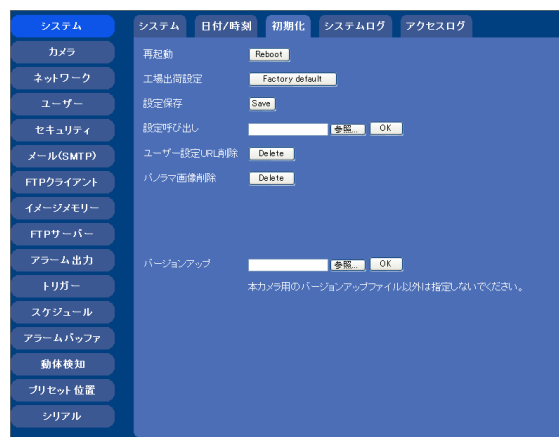 システム
カメラ
ネットワーク
ユーザー
セキュリティ
メール(SMTP)
FTPクライアント
イメージメモリー
FTPサーバー
アラーム出力
トリガー
スケジュール
アラームバッファ
動体検知
プリセット位置
シリアル
システム 日付/時刻 初期化 システムログ アクセスログ
再起動 Reboot
工場出荷設定 Factory default
設定保存 Save
設定呼び出し 参照... OK
ユーザー設定URL削除 Delete
パノラマ画像削除 Delete
バージョンアップ 参照... OK
本カメラ用のバージョンアップファイル以外は指定しないでください。